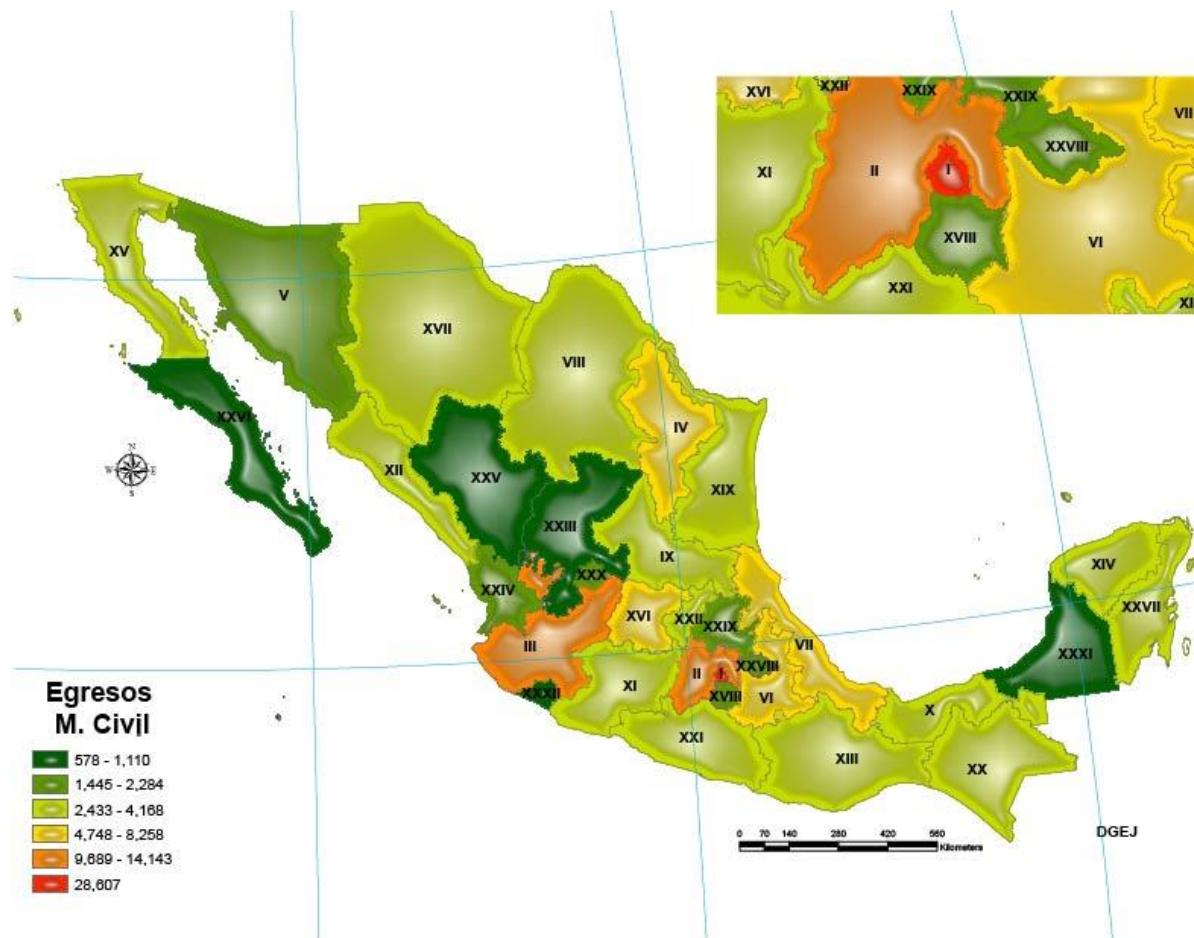 XVI
XXII
XXIX
XXIX
VII
XXVIII
XI
II
I
XVIII
VI
XXI
XI
XV
V
XVII
VIII
XXVI
IV
XII
XXV
XIX
XXIII
N
W E
S
IX
XXX
XXIV
XIV
XVI
XXII
XXIX
XXVII
III
VII
XXXI
XXVIII
II
I
XI
XXXII
XVIII
VI
X
XXI
XIII
XX
Egresos
M. Civil
578 - 1,110
1,445 - 2,284
2,433 - 4,168
4,748 - 8,258
9,689 - 14,143
28,607
DGEJ
0 70 140 280 420 560
Kilometers